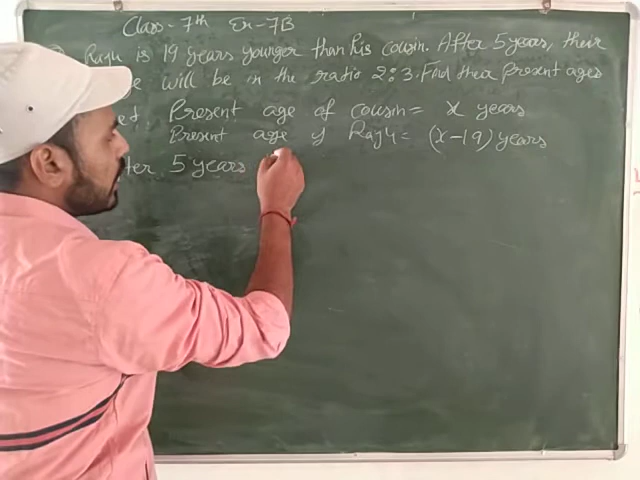 Class - 7th Ex - 7B
Raju is 19 years younger than his cousin. After 5 years, their
will be in the ratio 2:3. Find their Present ages
Present age of cousin = x years
Present age of Raju = (x-19) years
5 years